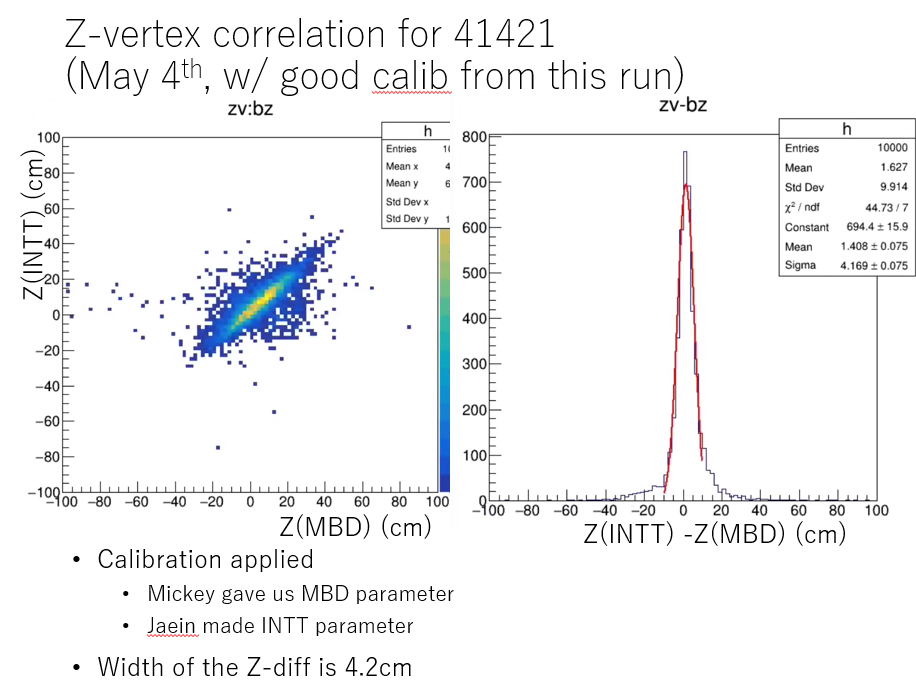 Z-vertex correlation for 41421
(May 4th, w/ good calib from this run)
zv:bz
h
Entries 10
Mean x 4
Mean y 6
Std Dev x
Std Dev y 1
Z(INTT) (cm)
100
80
60
40
20
0
−20
−40
−60
−80
−100
−100 −80 −60 −40 −20 0 20 40 60 80 100
Z(MBD) (cm)
zv-bz
h
Entries 10000
Mean 1.627
Std Dev 9.914
χ² / ndf 44.73 / 7
Constant 694.4 ± 15.9
Mean 1.408 ± 0.075
Sigma 4.169 ± 0.075
800
700
600
500
400
300
200
100
0
−100 −80 −60 −40 −20 0 20 40 60 80 100
Z(INTT) -Z(MBD) (cm)
• Calibration applied
• Mickey gave us MBD parameter
• Jaein made INTT parameter
• Width of the Z-diff is 4.2cm